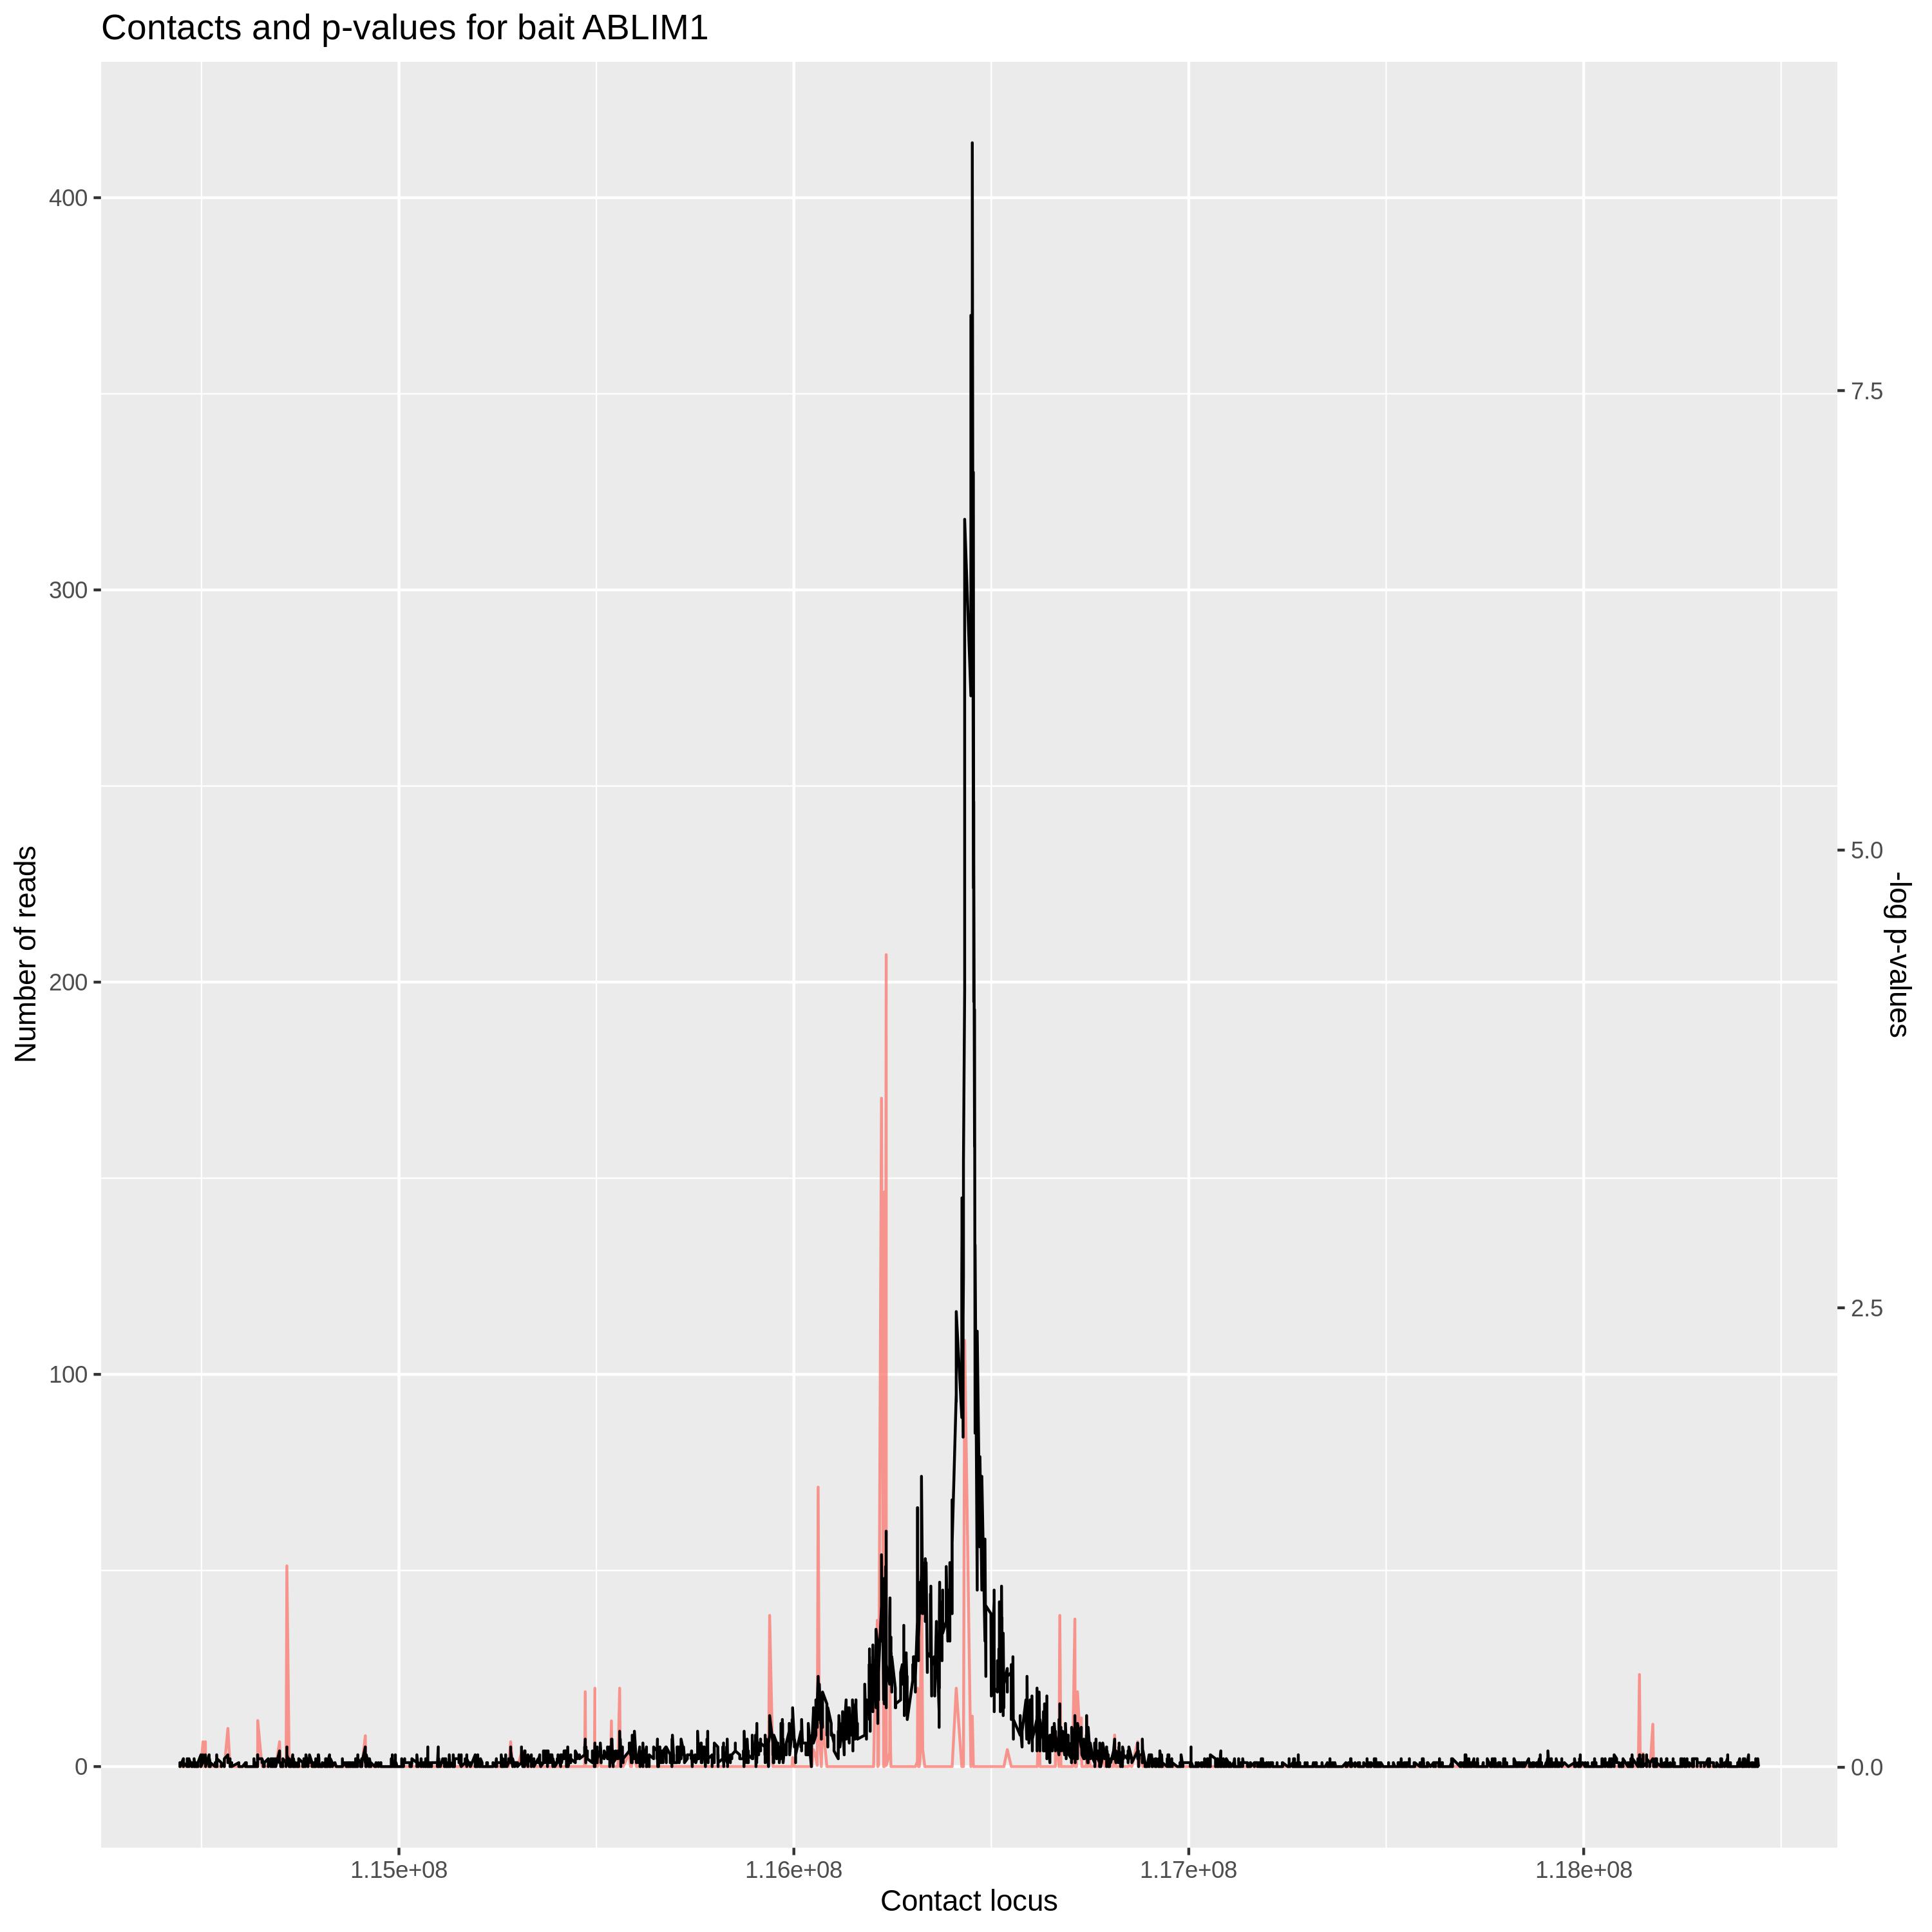 Contacts and p-values for bait ABLIM1
400
300
200
100
0
Number of reads
7.5
5.0
2.5
0.0
-log p-values
1.15e+08
1.16e+08
1.17e+08
1.18e+08
Contact locus